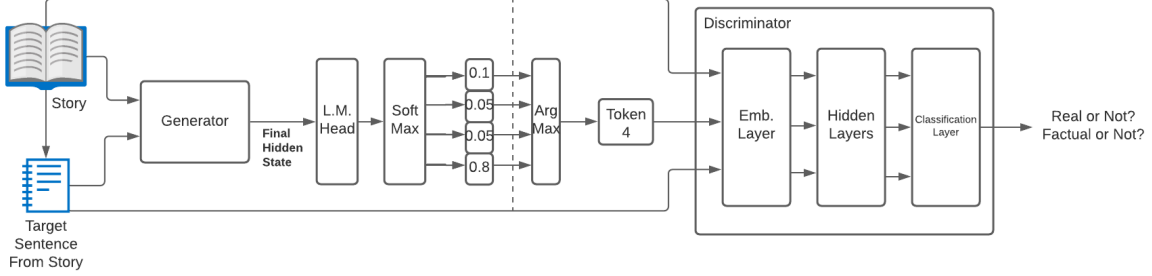 Story
Target
Sentence
From Story
Generator
Final
Hidden
State
L.M.
Head
Soft
Max
0.1
0.05
0.05
0.8
Arg
Max
Token
4
Discriminator
Emb.
Layer
Hidden
Layers
Classification
Layer
Real or Not?
Factual or Not?